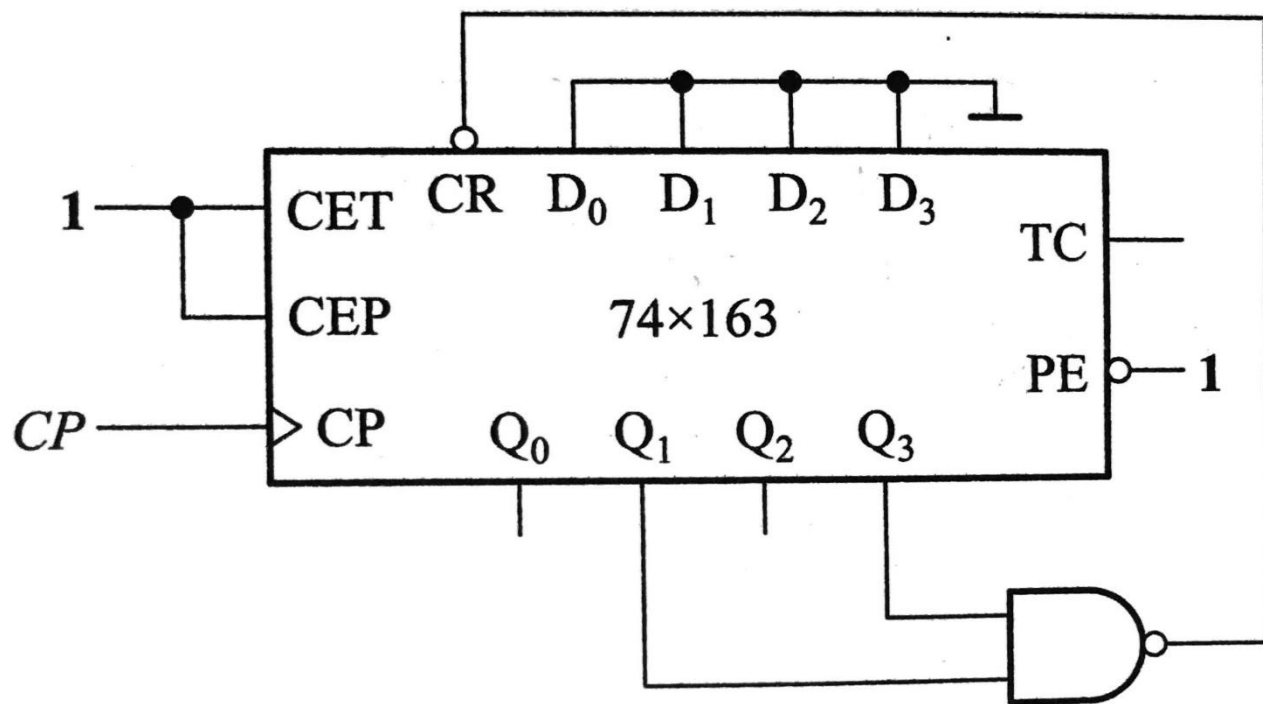 1 CET CR D₀ D₁ D₂ D₃ TC
CEP 74×163
PE 1
CP CP Q₀ Q₁ Q₂ Q₃